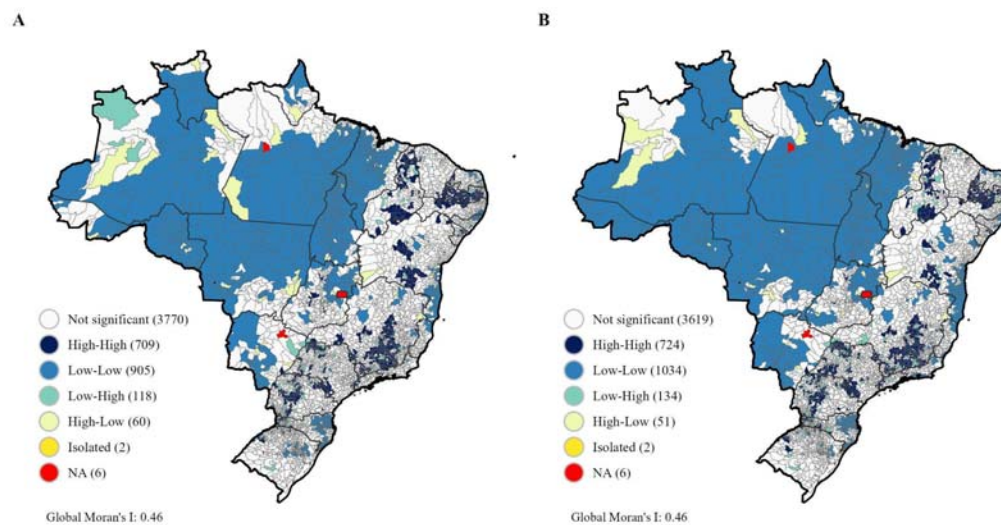 A
Not significant (3770)
High-High (709)
Low-Low (905)
Low-High (118)
High-Low (60)
Isolated (2)
NA (6)
Global Moran's I: 0.46
B
Not significant (3619)
High-High (724)
Low-Low (1034)
Low-High (134)
High-Low (51)
Isolated (2)
NA (6)
Global Moran's I: 0.46